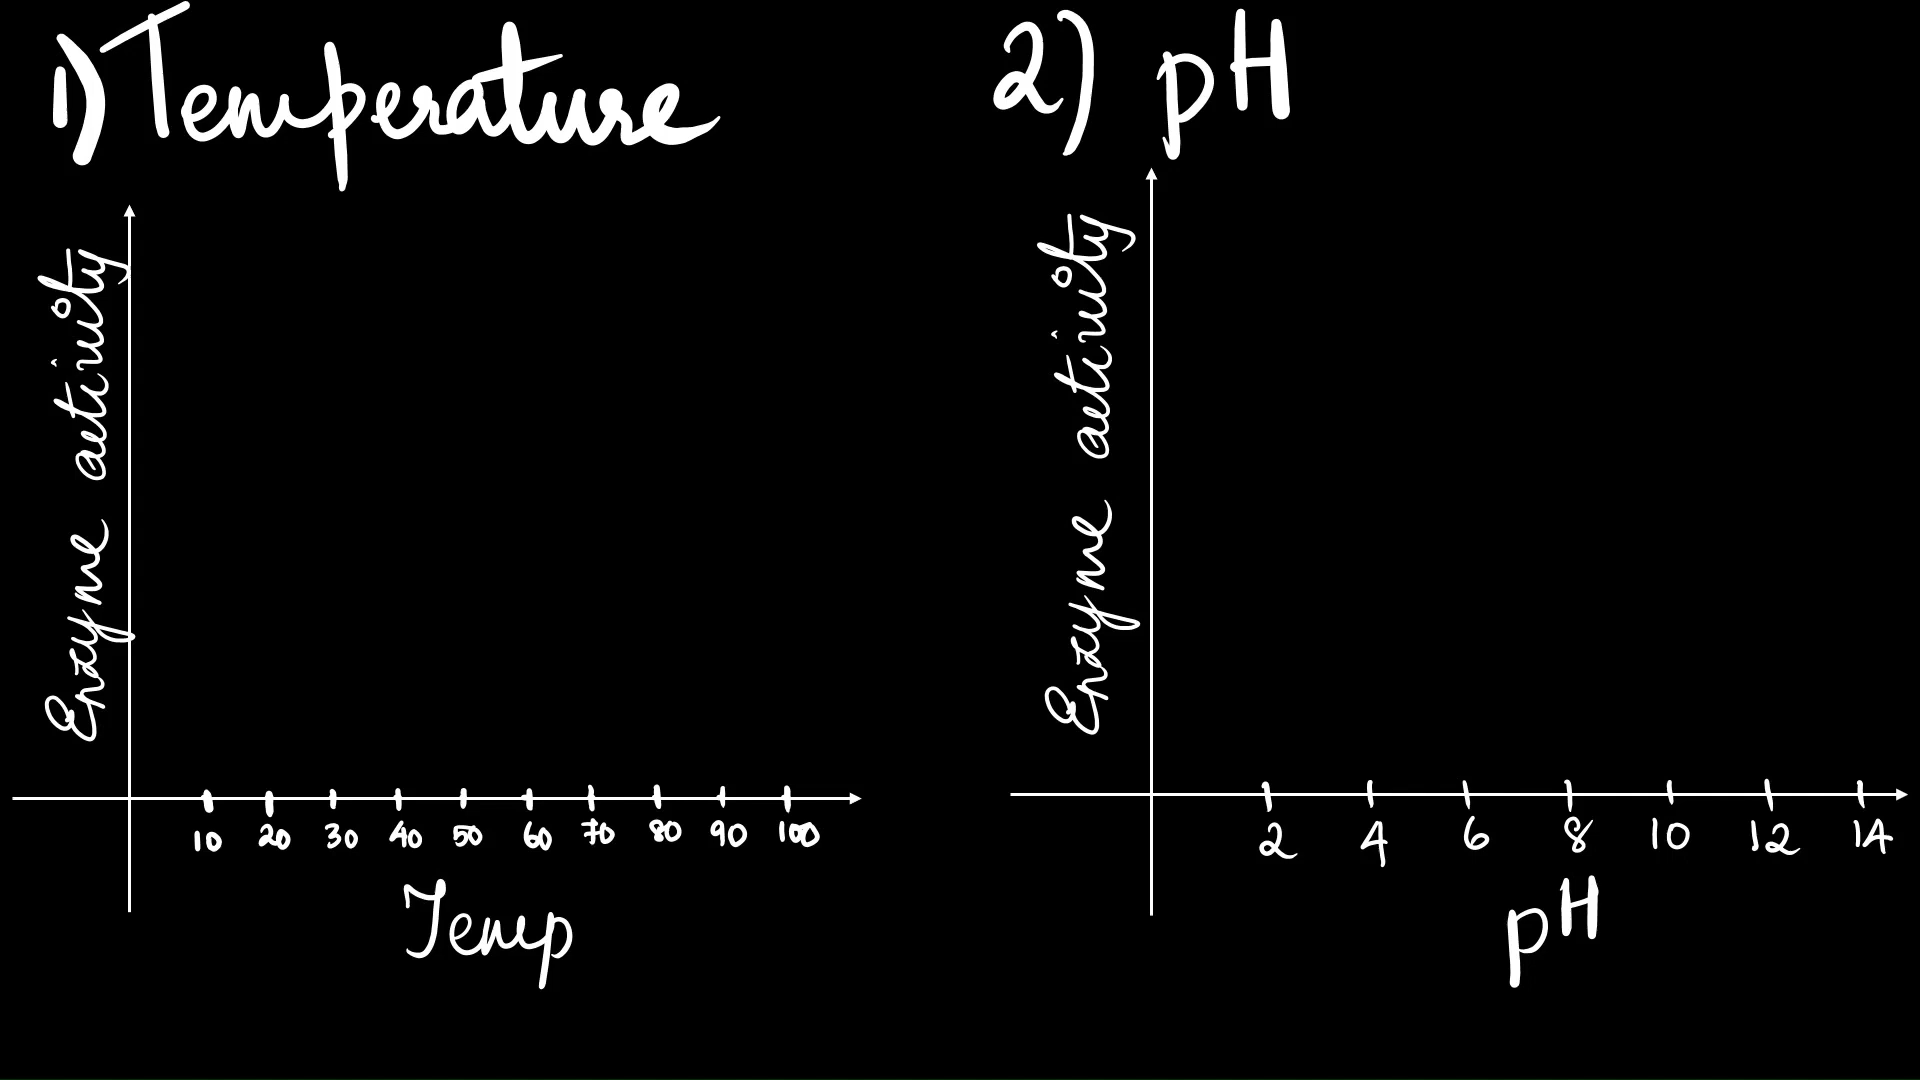 1) Temperature
Enzyme activity
10 20 30 40 50 60 70 80 90 100
Temp
2) pH
Enzyme activity
2 4 6 8 10 12 14
pH